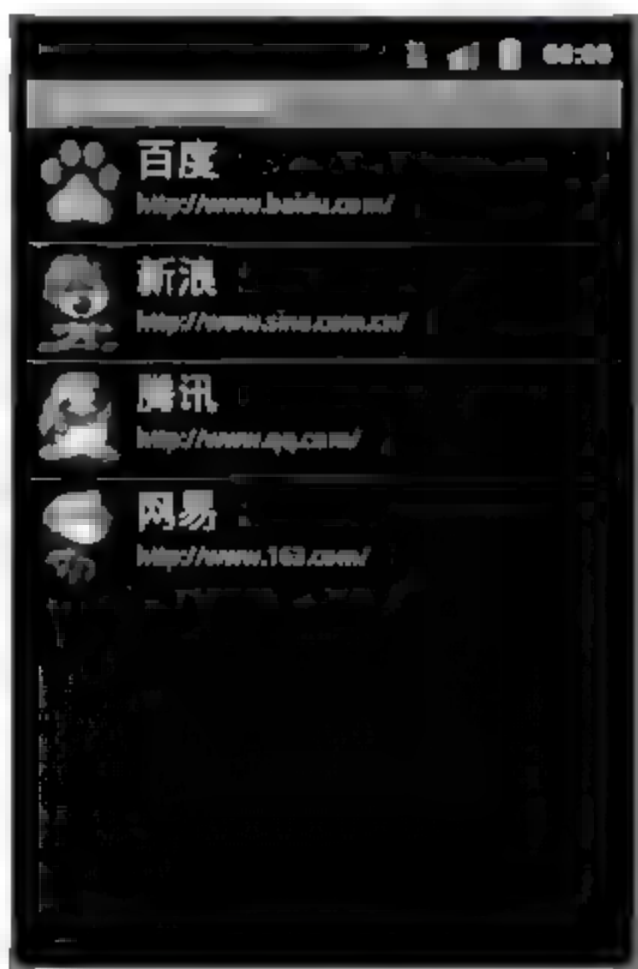 百度
http://www.baidu.com/
新浪
http://www.sina.com.cn/
腾讯
http://www.qq.com/
网易
http://www.163.com/